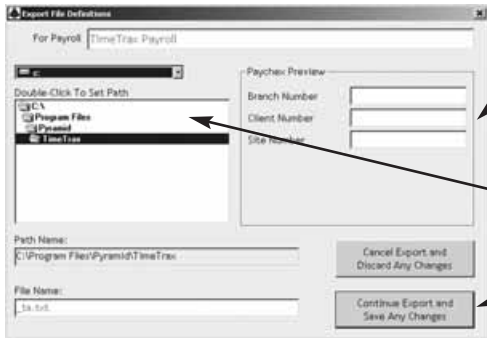 Export File Definitions
For Payroll TimeTrax Payroll
c:
Double-Click To Set Path
C:\
Program Files
Pyramid
TimeTrax
Paychex Preview
Branch Number
Client Number
Site Number
Path Name:
C:\Program Files\Pyramid\TimeTrax
File Name:
_ta.txt
Cancel Export and
Discard Any Changes
Continue Export and
Save Any Changes